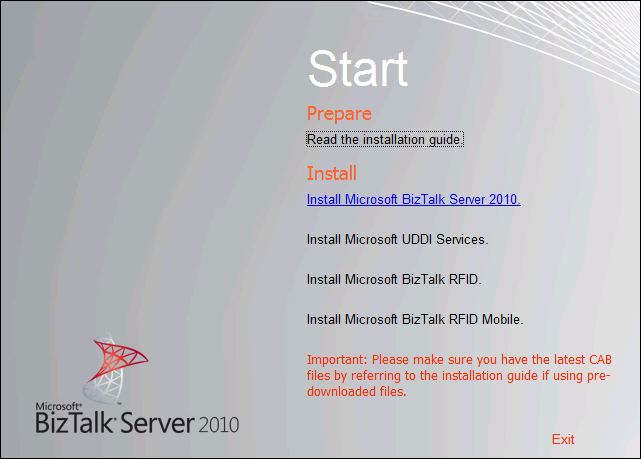 Start
Prepare
Read the installation guide.
Install
Install Microsoft BizTalk Server 2010.
Install Microsoft UDDI Services.
Install Microsoft BizTalk RFID.
Install Microsoft BizTalk RFID Mobile.
Important: Please make sure you have the latest CAB
files by referring to the installation guide if using pre-
downloaded files.
Microsoft®
BizTalk® Server 2010
Exit